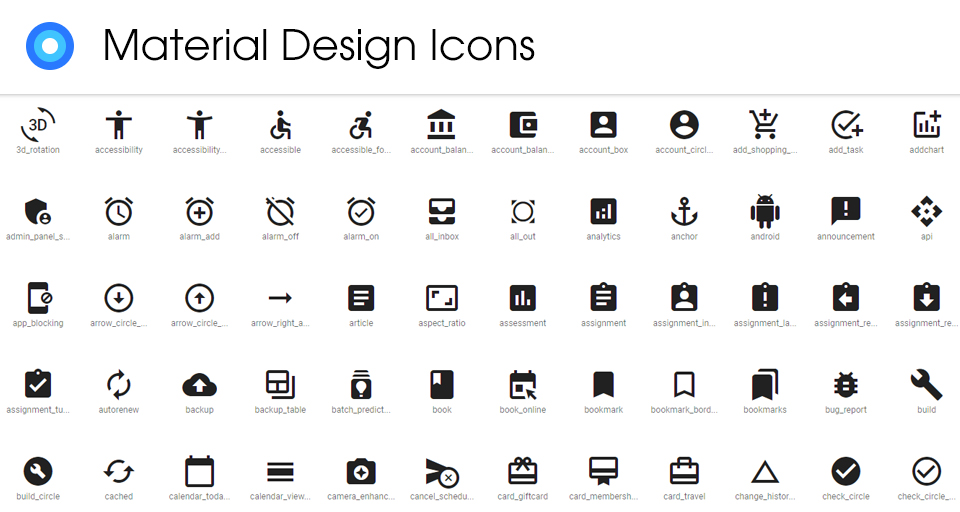 Material Design Icons
3D
3d_rotation accessibility accessibility... accessible accessible_fo... account_balan... account_balan... account_box account_circl... add_shopping_... add_task addchart
admin_panel_s... alarm alarm_add alarm_off alarm_on all_inbox all_out analytics anchor android announcement api
app_blocking arrow_circle_... arrow_circle_... arrow_right_a... article aspect_ratio assessment assignment assignment_in... assignment_la... assignment_re... assignment_re...
assignment_tu... autorenew backup backup_table batch_predict... book book_online bookmark bookmark_bord... bookmarks bug_report build
build_circle cached calendar_toda... calendar_view... camera_enhanc... cancel_schedu... card_giftcard card_membersh... card_travel change_histor... check_circle check_circle_...